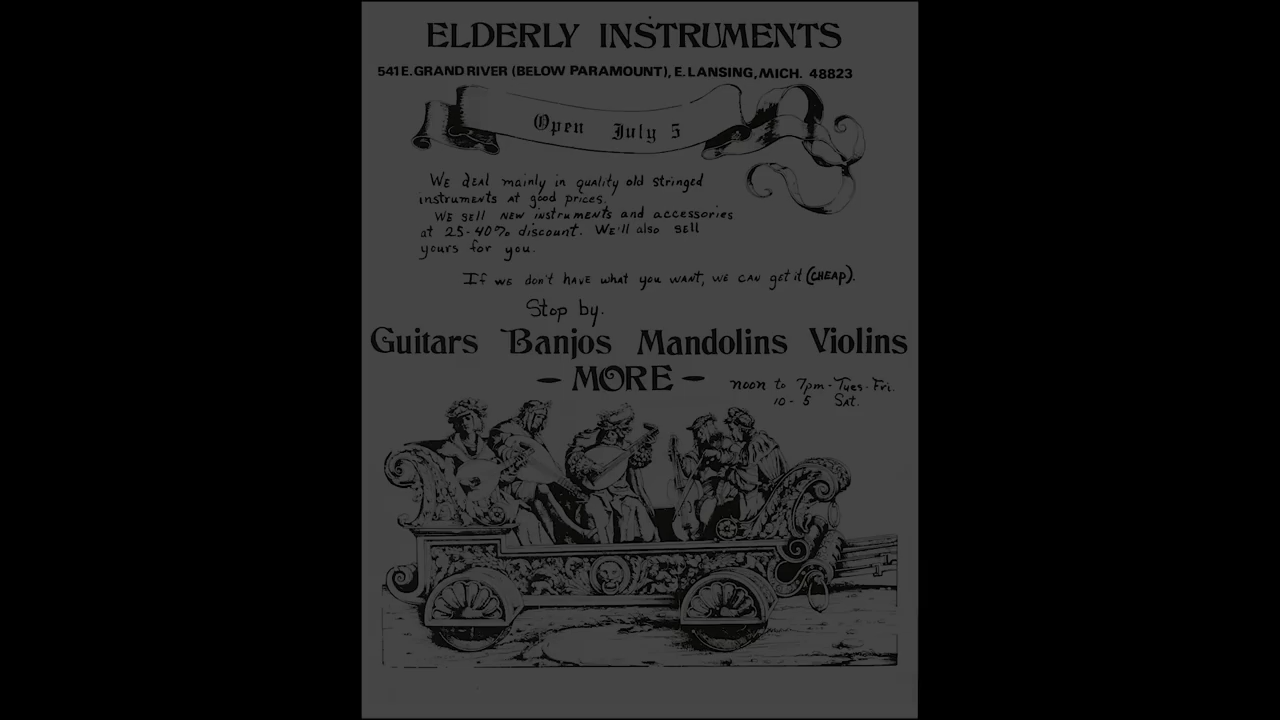 ELDERLY INSTRUMENTS
541 E. GRAND RIVER (BELOW PARAMOUNT), E. LANSING, MICH. 48823
Open July 5
WE deal mainly in quality old stringed
instruments at good prices.
WE sell NEW instruments and accessories
at 25-40% discount. WE'll also sell
yours for you.
If WE don't have what you WANT, WE CAN get it (CHEAP).
Stop by.
Guitars Banjos Mandolins Violins
- MORE -
noon to 7pm - Tues - Fri.
10 - 5 Sat.